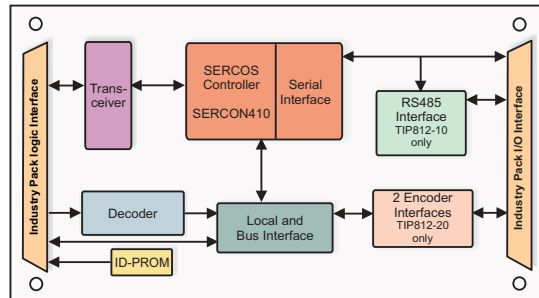 Industry Pack logic Interface
Trans-
ceiver
SERCOS
Controller
SERCON410
Serial
Interface
RS485
Interface
TIP812-10
only
Industry Pack I/O Interface
Decoder
Local and
Bus Interface
2 Encoder
Interfaces
TIP812-20
only
ID-PROM